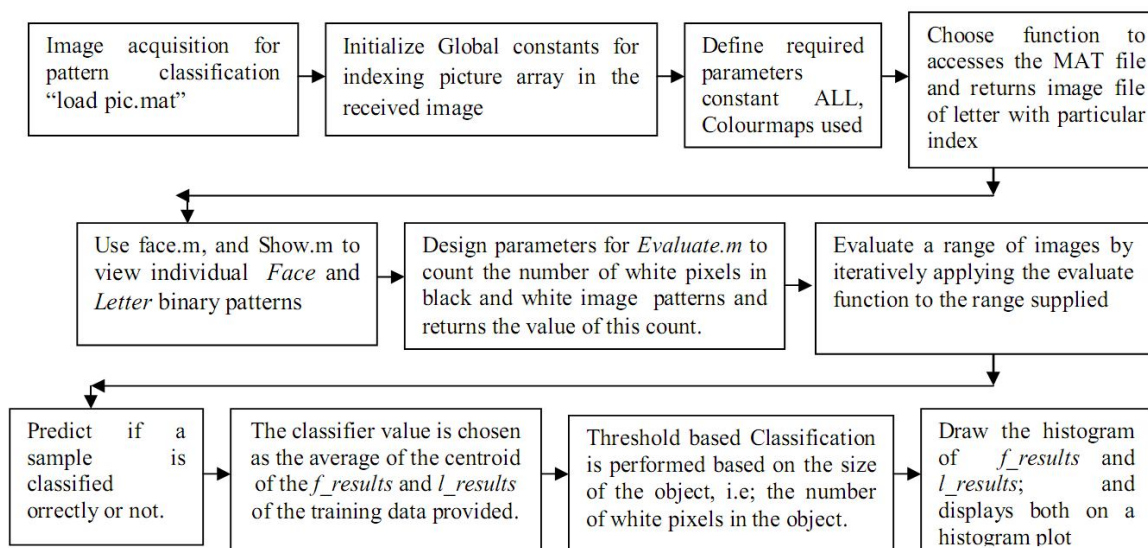 Image acquisition for
pattern classification
“load pic.mat”
Initialize Global constants for
indexing picture array in the
received image
Define required
parameters
constant ALL,
Colourmaps used
Choose function to
accesses the MAT file
and returns image file
of letter with particular
index
Use face.m, and Show.m to
view individual Face and
Letter binary patterns
Design parameters for Evaluate.m to
count the number of white pixels in
black and white image patterns and
returns the value of this count.
Evaluate a range of images by
iteratively applying the evaluate
function to the range supplied
Predict if a
sample is
classified
orrectly or not.
The classifier value is chosen
as the average of the centroid
of the f_results and l_results
of the training data provided.
Threshold based Classification
is performed based on the size
of the object, i.e; the number
of white pixels in the object.
Draw the histogram
of f_results and
l_results; and
displays both on a
histogram plot